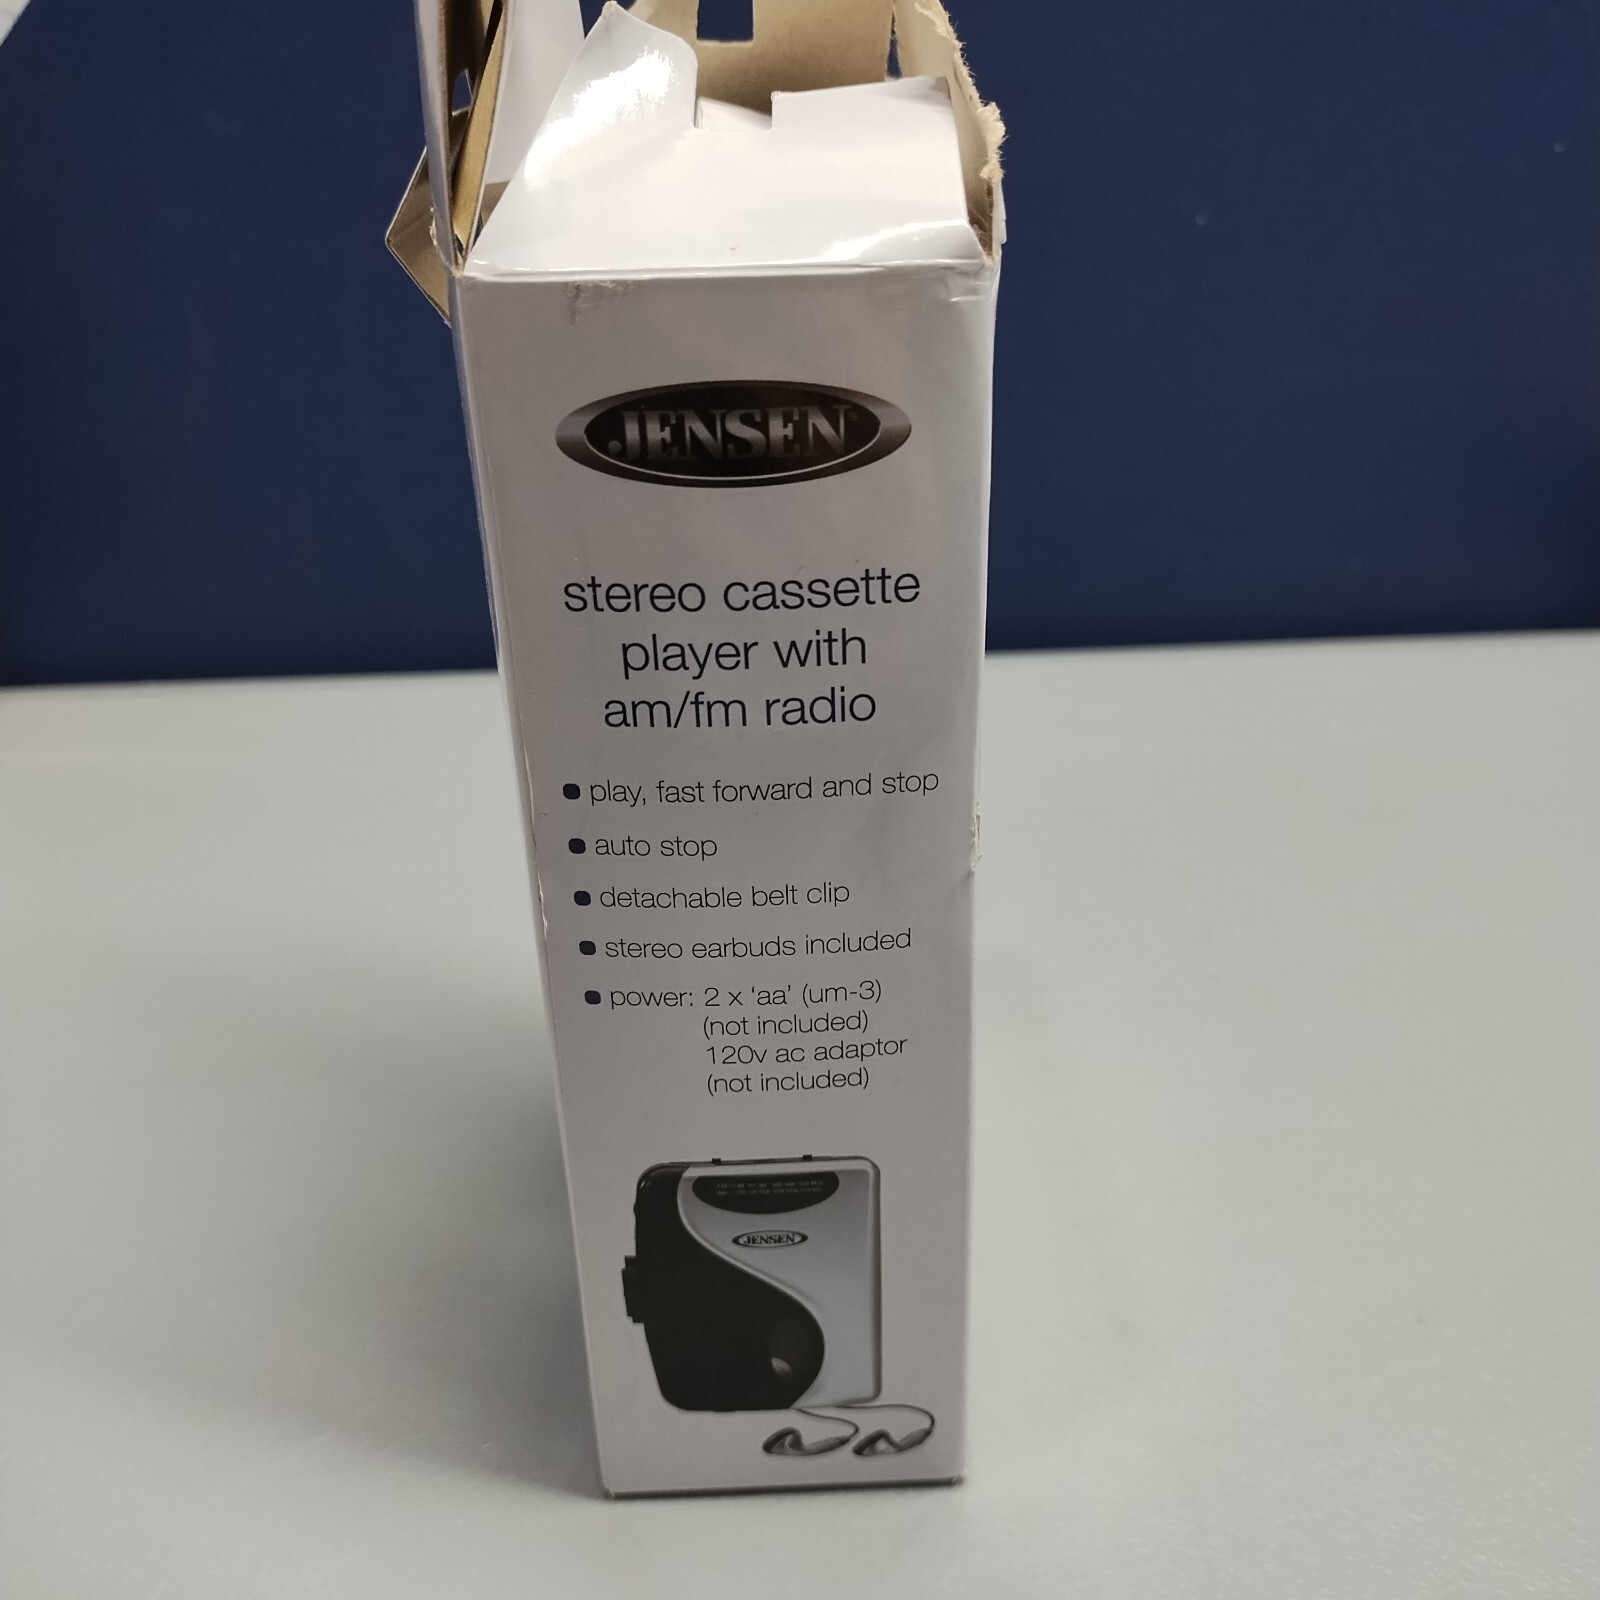 JENSEN
stereo cassette
player with
am/fm radio
• play, fast forward and stop
• auto stop
• detachable belt clip
• stereo earbuds included
• power: 2 x ‘aa’ (um-3)
(not included)
120v ac adaptor
(not included)
JENSEN